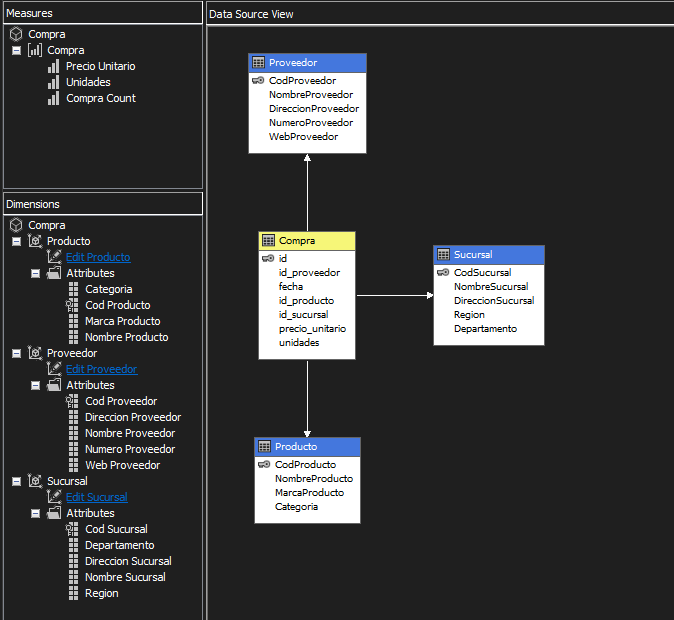 Measures
Compra
Compra
Precio Unitario
Unidades
Compra Count
Dimensions
Compra
Producto
Edit Producto
Attributes
Categoria
Cod Producto
Marca Producto
Nombre Producto
Proveedor
Edit Proveedor
Attributes
Cod Proveedor
Direccion Proveedor
Nombre Proveedor
Numero Proveedor
Web Proveedor
Sucursal
Edit Sucursal
Attributes
Cod Sucursal
Departamento
Direccion Sucursal
Nombre Sucursal
Region
Data Source View
Proveedor
CodProveedor
NombreProveedor
DireccionProveedor
NumeroProveedor
WebProveedor
Compra
id
id_proveedor
fecha
id_producto
id_sucursal
precio_unitario
unidades
Sucursal
CodSucursal
NombreSucursal
DireccionSucursal
Region
Departamento
Producto
CodProducto
NombreProducto
MarcaProducto
Categoria